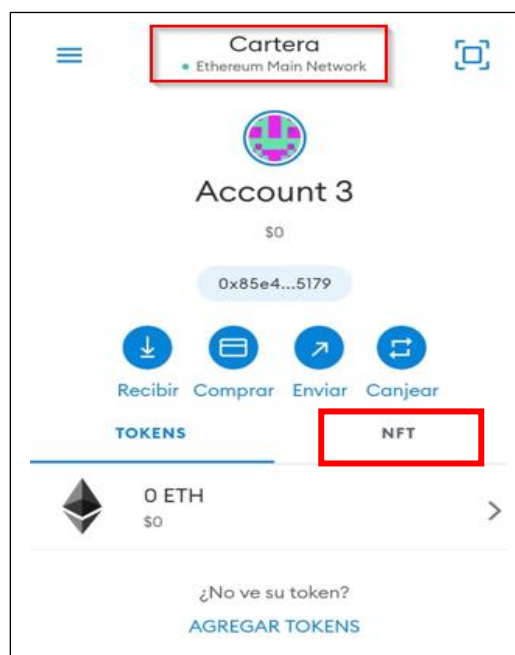 Cartera
Ethereum Main Network
Account 3
$0
0x85e4...5179
Recibir Comprar Enviar Canjear
TOKENS NFT
0 ETH
$0
¿No ve su token?
AGREGAR TOKENS